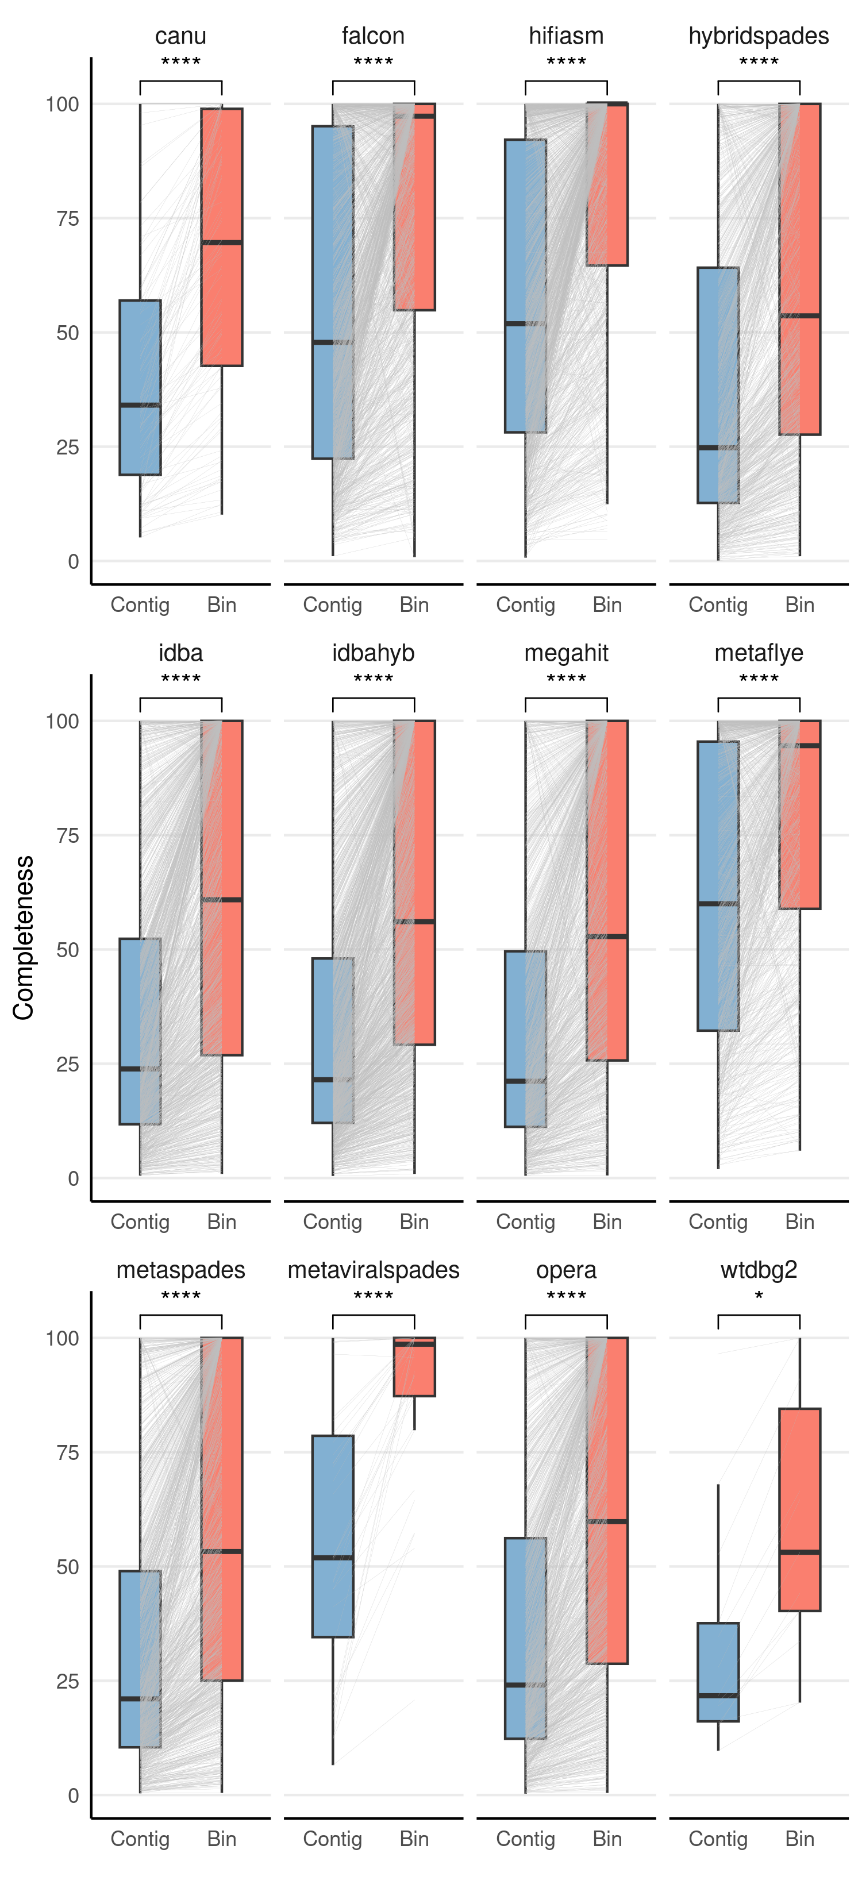 canu falcon hifiasm hybridspades
**** **** **** ****
100
75
50
25
0
Contig Bin Contig Bin Contig Bin Contig Bin
idba idbahyb megahit metaflye
**** **** **** ****
100
75
50
25
0
Contig Bin Contig Bin Contig Bin Contig Bin
Completeness
metaspades metaviralspades opera wtdbg2
**** **** **** *
100
75
50
25
0
Contig Bin Contig Bin Contig Bin Contig Bin